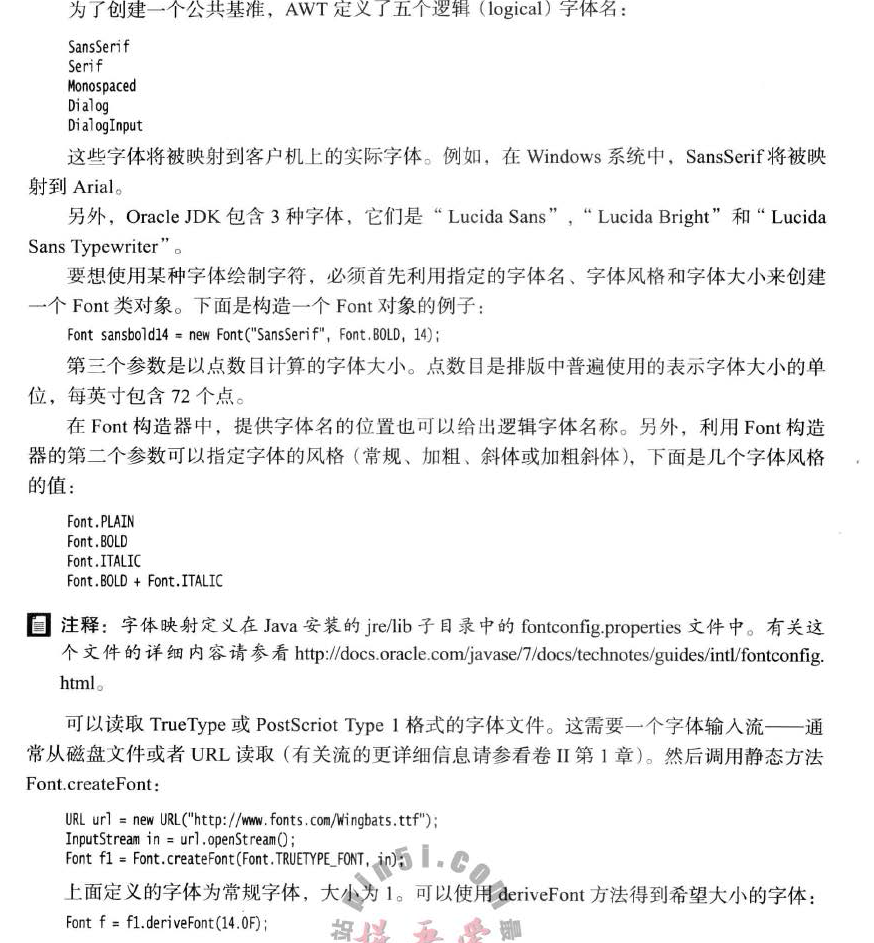 为了创建一个公共基准，AWT 定义了五个逻辑（logical）字体名：
SansSerif
Serif
Monospaced
Dialog
DialogInput
这些字体将被映射到客户机上的实际字体。例如，在 Windows 系统中，SansSerif 将被映
射到 Arial。
另外，Oracle JDK 包含 3 种字体，它们是 “Lucida Sans”，“Lucida Bright” 和 “Lucida
Sans Typewriter”。
要想使用某种字体绘制字符，必须首先利用指定的字体名、字体风格和字体大小来创建
一个 Font 类对象。下面是构造一个 Font 对象的例子：
Font sansbold14 = new Font("SansSerif", Font.BOLD, 14);
第三个参数是以点数目计算的字体大小。点数目是排版中普遍使用的表示字体大小的单
位，每英寸包含 72 个点。
在 Font 构造器中，提供字体名的位置也可以给出逻辑字体名称。另外，利用 Font 构造
器的第二个参数可以指定字体的风格（常规、加粗、斜体或加粗斜体），下面是几个字体风格
的值：
Font.PLAIN
Font.BOLD
Font.ITALIC
Font.BOLD + Font.ITALIC
注释：字体映射定义在 Java 安装的 jre/lib 子目录中的 fontconfig.properties 文件中。有关这
个文件的详细内容请参看 http://docs.oracle.com/javase/7/docs/technotes/guides/intl/fontconfig.
html。
可以读取 TrueType 或 PostScriot Type 1 格式的字体文件。这需要一个字体输入流——通
常从磁盘文件或者 URL 读取（有关流的更详细信息请参看卷 II 第 1 章）。然后调用静态方法
Font.createFont：
URL url = new URL("http://www.fonts.com/Wingbats.ttf");
InputStream in = url.openStream();
Font f1 = Font.createFont(Font.TRUETYPE_FONT, in);
上面定义的字体为常规字体，大小为 1。可以使用 deriveFont 方法得到希望大小的字体：
Font f = f1.deriveFont(14.0F);